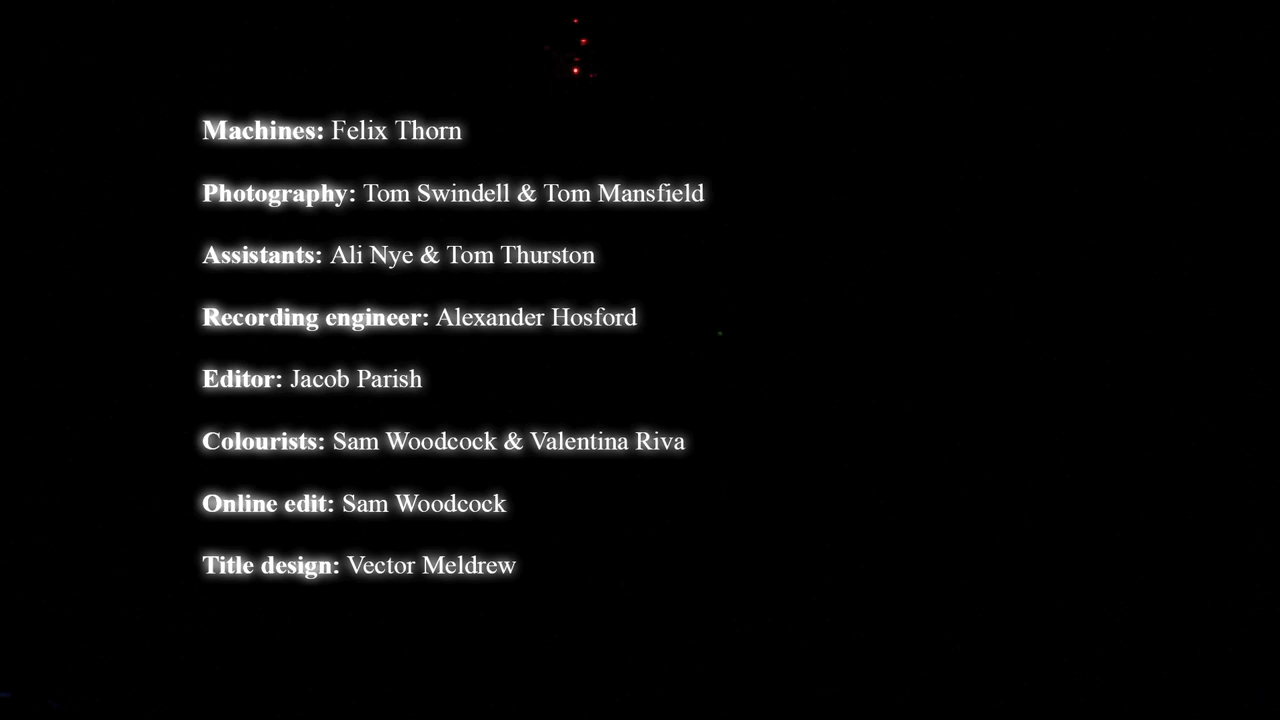 Machines: Felix Thorn
Photography: Tom Swindell & Tom Mansfield
Assistants: Ali Nye & Tom Thurston
Recording engineer: Alexander Hosford
Editor: Jacob Parish
Colourists: Sam Woodcock & Valentina Riva
Online edit: Sam Woodcock
Title design: Vector Meldrew